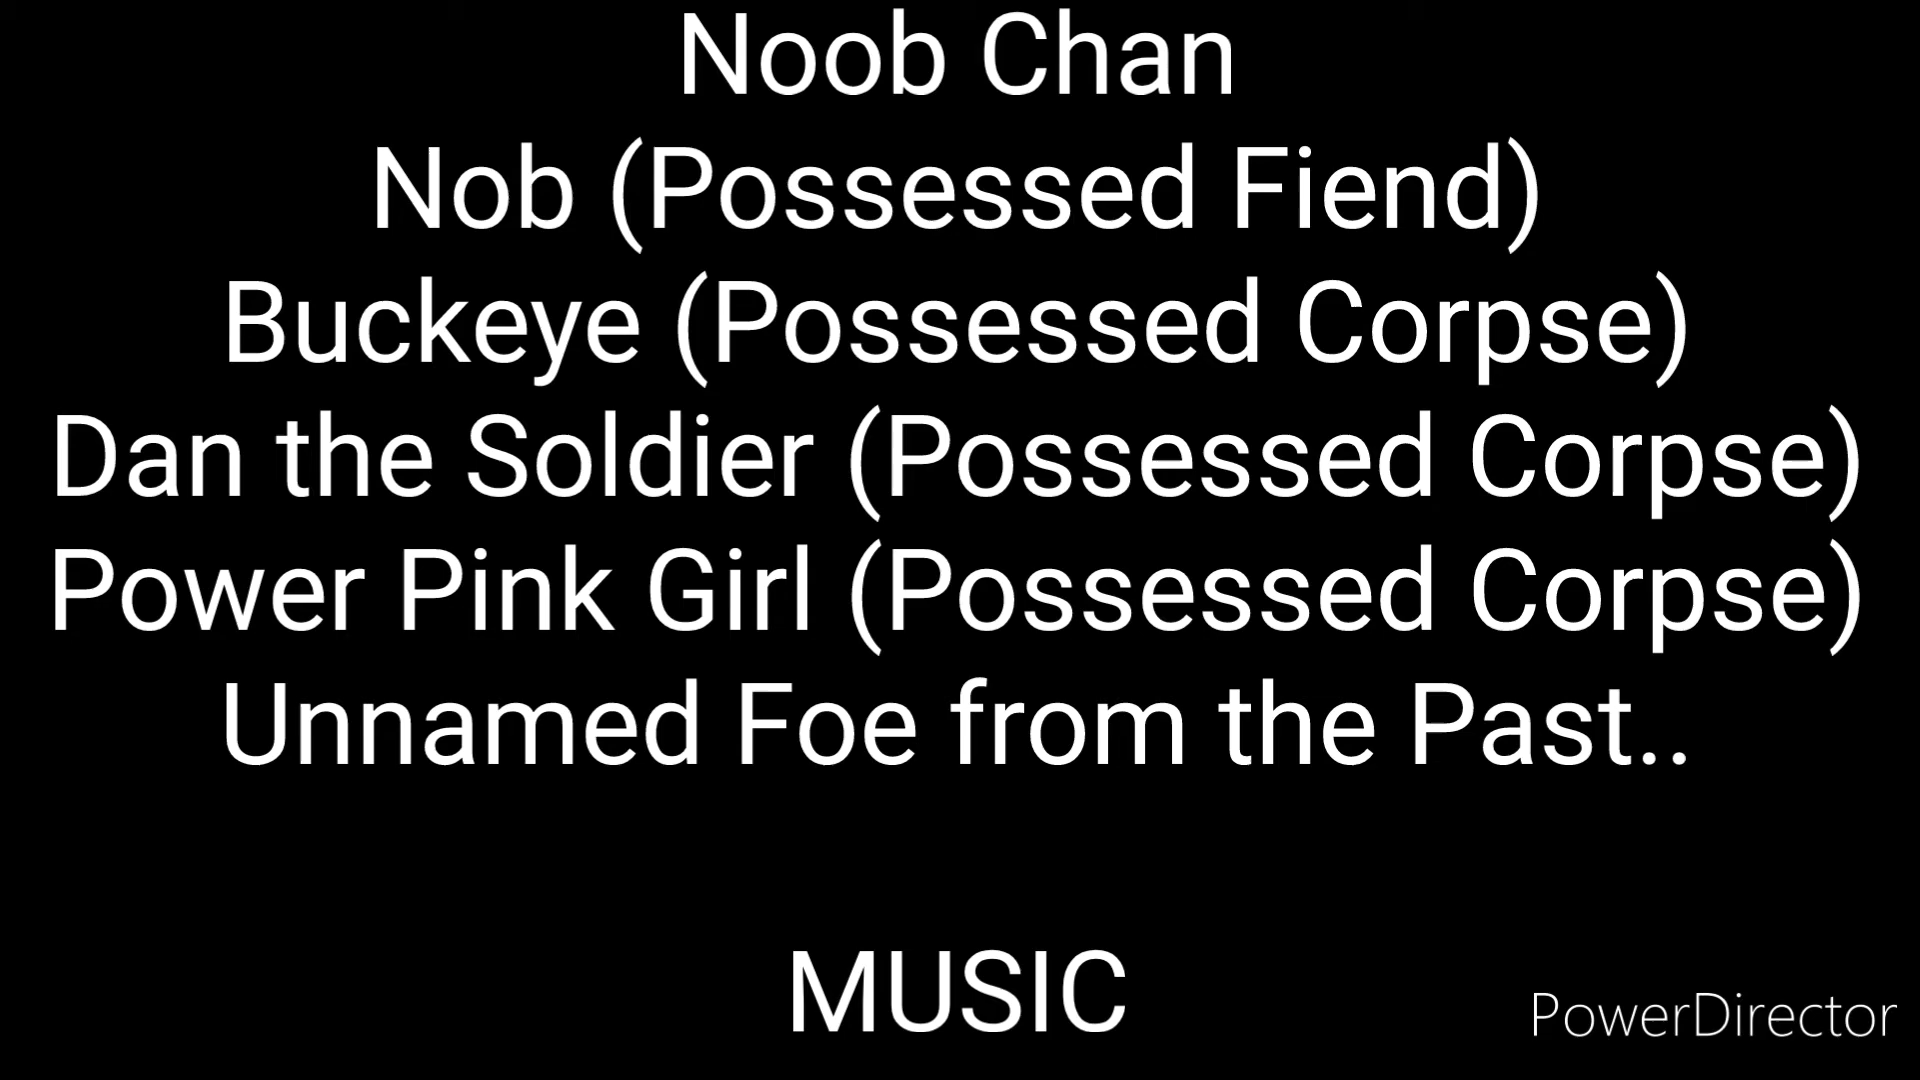 Noob Chan
Nob (Possessed Fiend)
Buckeye (Possessed Corpse)
Dan the Soldier (Possessed Corpse)
Power Pink Girl (Possessed Corpse)
Unnamed Foe from the Past..
MUSIC
PowerDirector